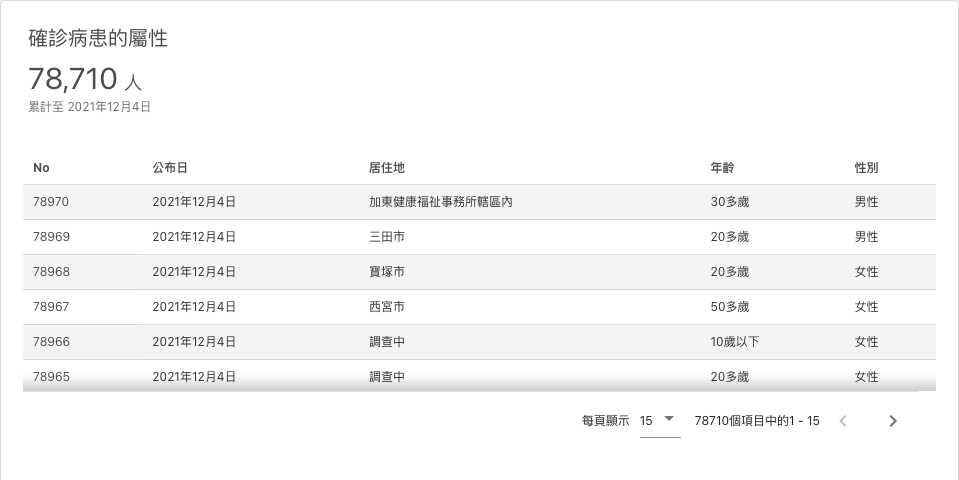 確診病患的屬性
78,710 人
累計至 2021年12月4日
No 公布日 居住地 年齡 性別
78970 2021年12月4日 加東健康福祉事務所轄區內 30多歲 男性
78969 2021年12月4日 三田市 20多歲 男性
78968 2021年12月4日 寶塚市 20多歲 女性
78967 2021年12月4日 西宮市 50多歲 女性
78966 2021年12月4日 調查中 10歲以下 女性
78965 2021年12月4日 調查中 20多歲 女性
每頁顯示 15 78710個項目中的1 - 15